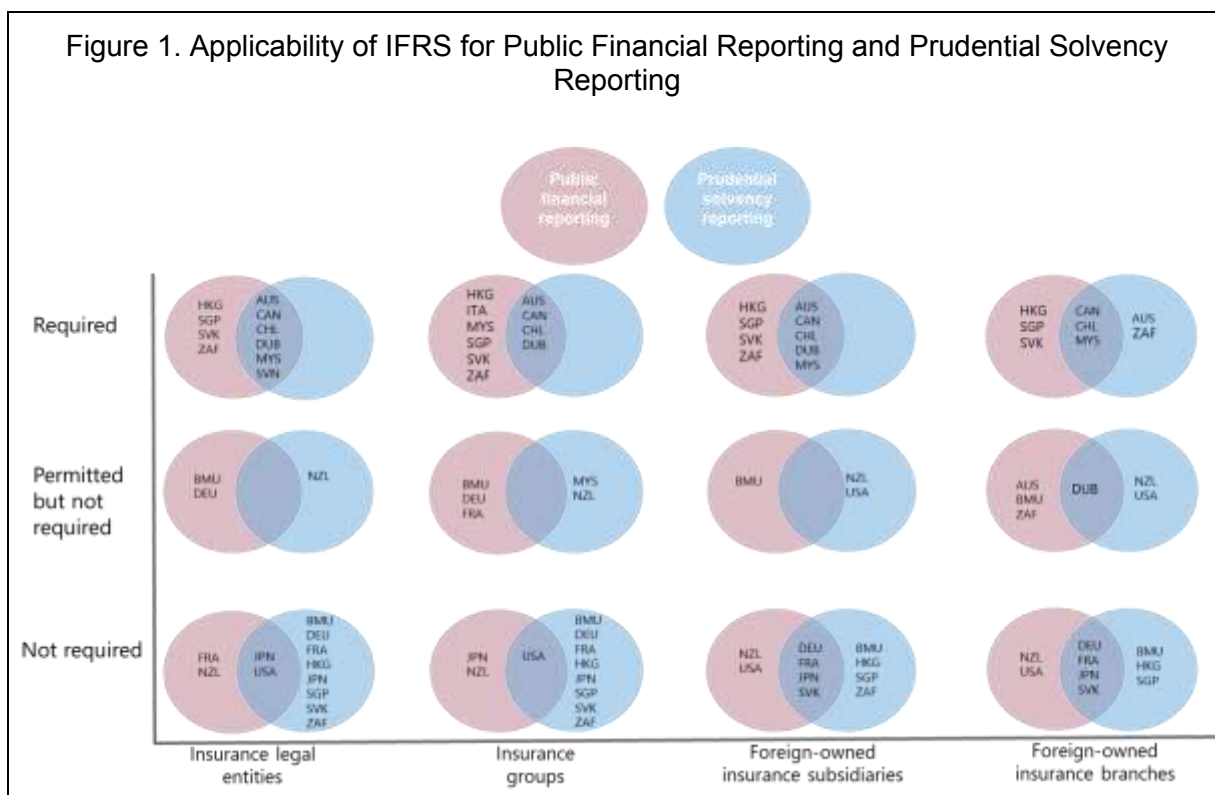 Figure 1. Applicability of IFRS for Public Financial Reporting and Prudential Solvency
Reporting
Public
financial
reporting
Prudential
solvency
reporting
Required
HKG
SGP
SVK
ZAF
AUS
CAN
CHL
DUB
MYS
SVN
HKG
ITA
MYS
SGP
SVK
ZAF
AUS
CAN
CHL
DUB
HKG
SGP
SVK
ZAF
AUS
CAN
CHL
DUB
MYS
HKG
SGP
SVK
CAN
CHL
MYS
AUS
ZAF
Permitted
but not
required
BMU
DEU
NZL
BMU
DEU
FRA
MYS
NZL
BMU
NZL
USA
AUS
BMU
ZAF
DUB
NZL
USA
Not required
FRA
NZL
JPN
USA
BMU
DEU
FRA
HKG
JPN
SGP
SVK
ZAF
JPN
NZL
USA
BMU
DEU
FRA
HKG
JPN
SGP
SVK
ZAF
NZL
USA
DEU
FRA
JPN
SVK
BMU
HKG
SGP
ZAF
NZL
USA
DEU
FRA
JPN
SVK
BMU
HKG
SGP
Insurance legal
entities
Insurance
groups
Foreign-owned
insurance subsidiaries
Foreign-owned
insurance branches